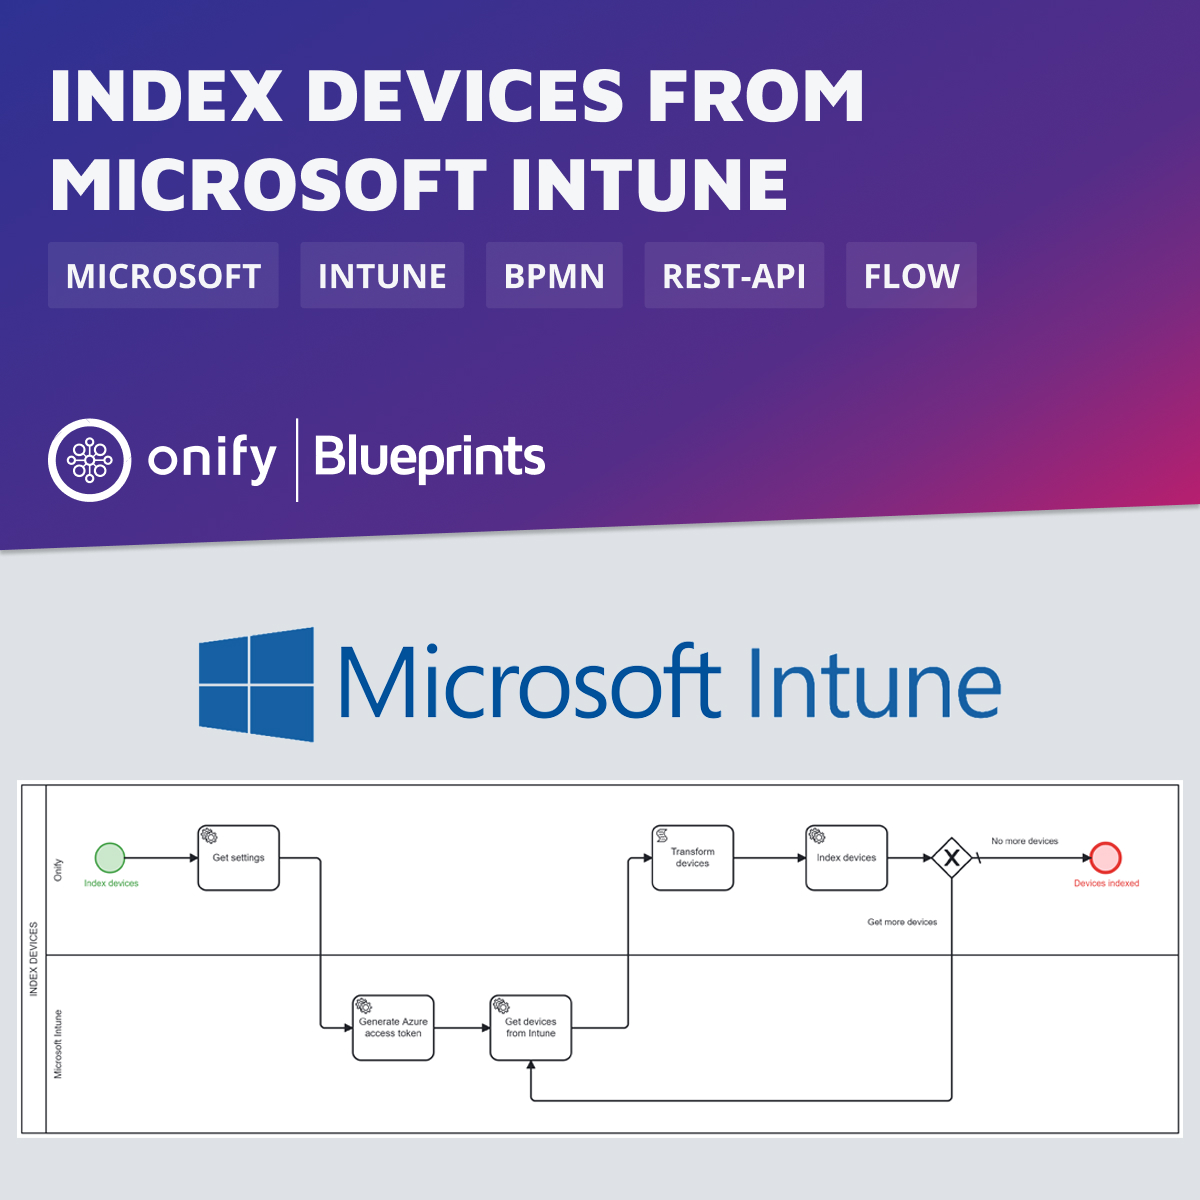 INDEX DEVICES FROM
MICROSOFT INTUNE
MICROSOFT INTUNE BPMN REST-API FLOW
onify Blueprints
Microsoft Intune
INDEX DEVICES
Onify
Index devices
Get settings
Transform
devices
Index devices
X
No more devices
Devices indexed
Get more devices
Microsoft Intune
Generate Azure
access token
Get devices
from Intune